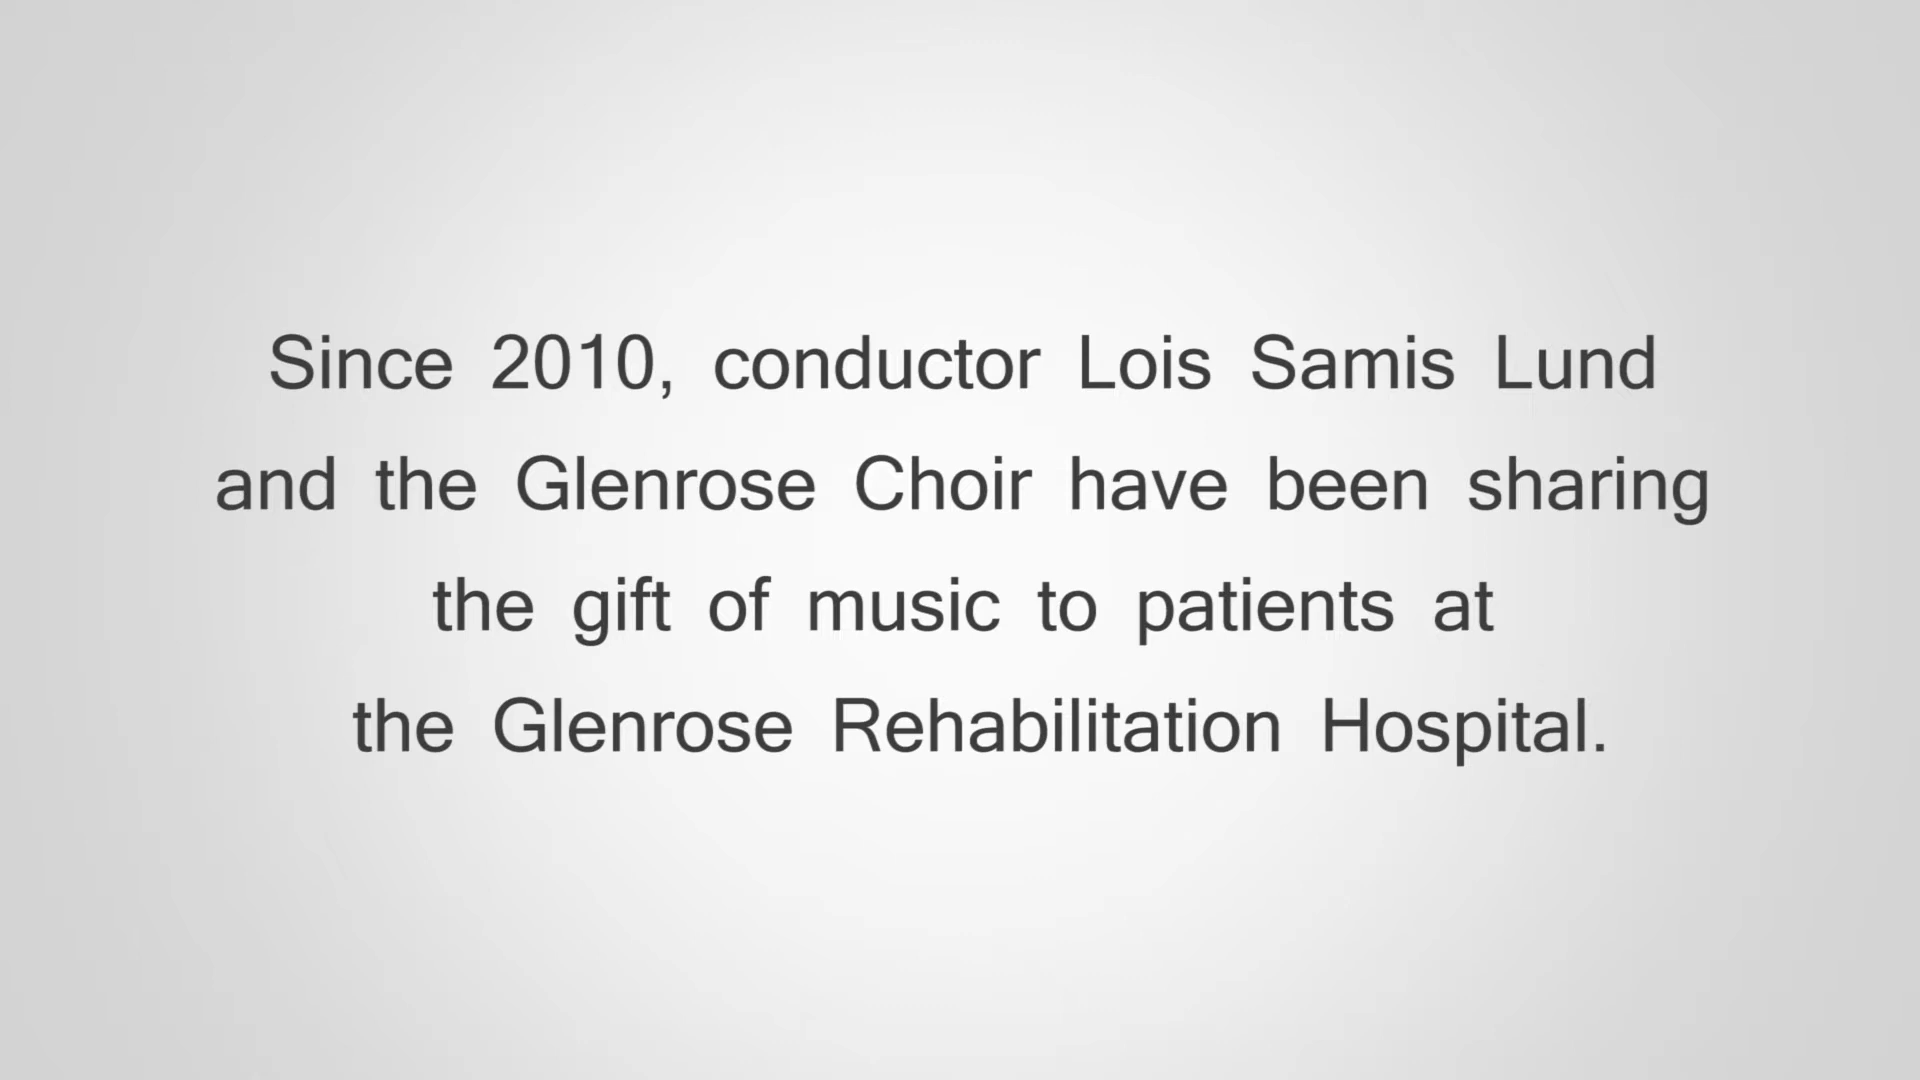 Since 2010, conductor Lois Samis Lund
and the Glenrose Choir have been sharing
the gift of music to patients at
the Glenrose Rehabilitation Hospital.